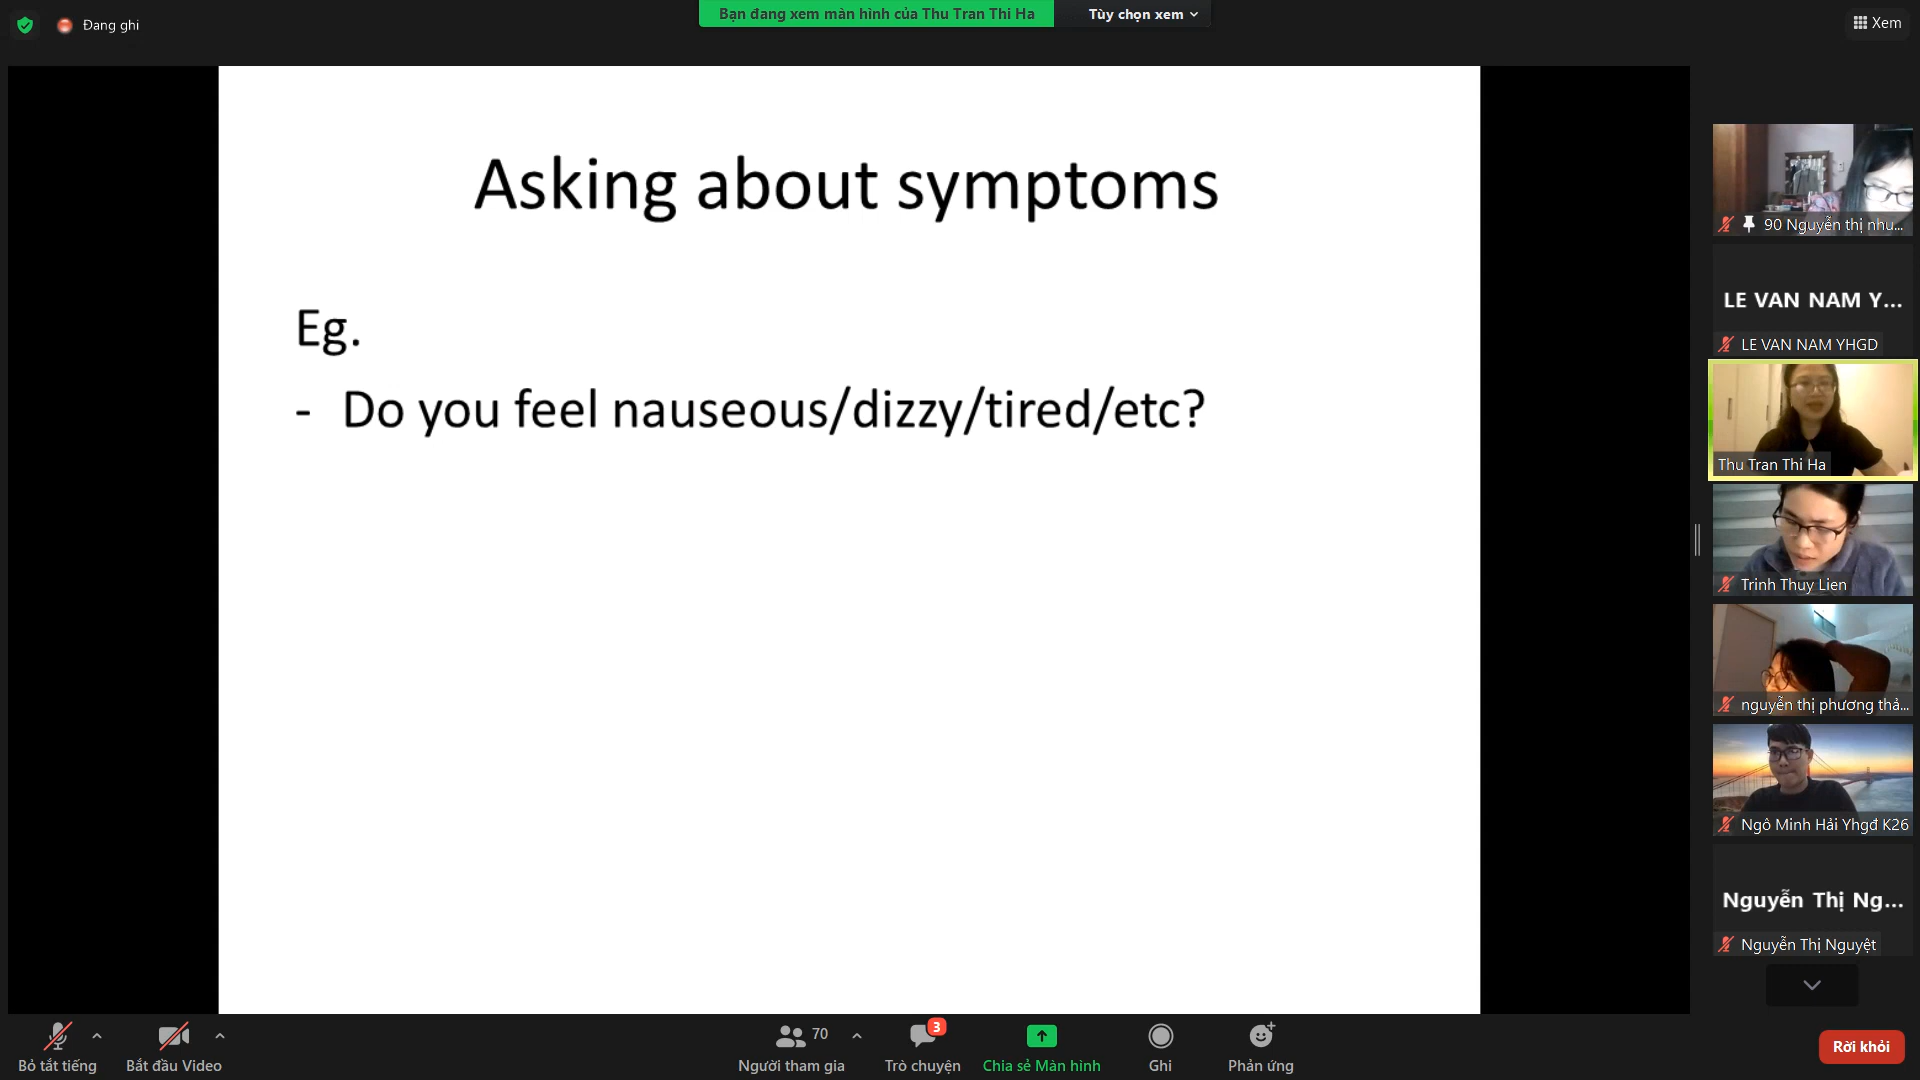 Đang ghi
Bạn đang xem màn hình của Thu Tran Thi Ha
Tùy chọn xem
Xem
Asking about symptoms
Eg.
- Do you feel nauseous/dizzy/tired/etc?
90 Nguyễn thị nhu...
LE VAN NAM Y...
LE VAN NAM YHGD
Thu Tran Thi Ha
Trinh Thuy Lien
nguyễn thị phương thả...
Ngô Minh Hải Yhgđ K26
Nguyễn Thị Ng...
Nguyễn Thị Nguyệt
Bỏ tắt tiếng
Bắt đầu Video
70
Người tham gia
3
Trò chuyện
Chia sẻ Màn hình
Ghi
Phản ứng
Rời khỏi